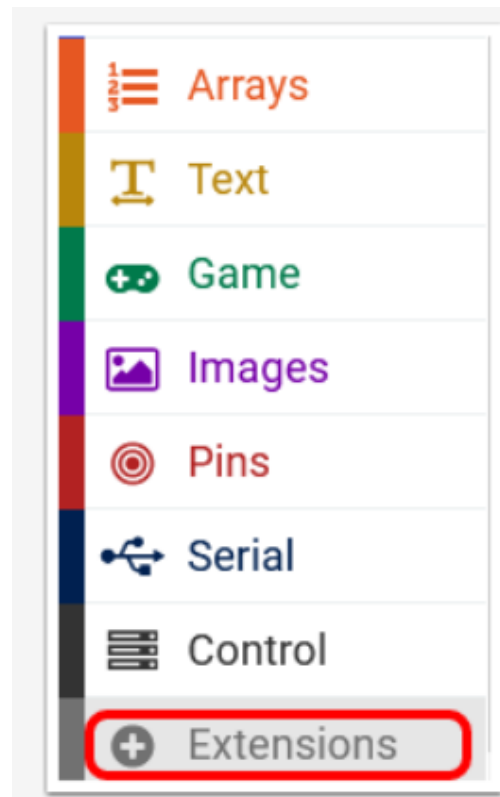 Arrays
Text
Game
Images
Pins
Serial
Control
Extensions